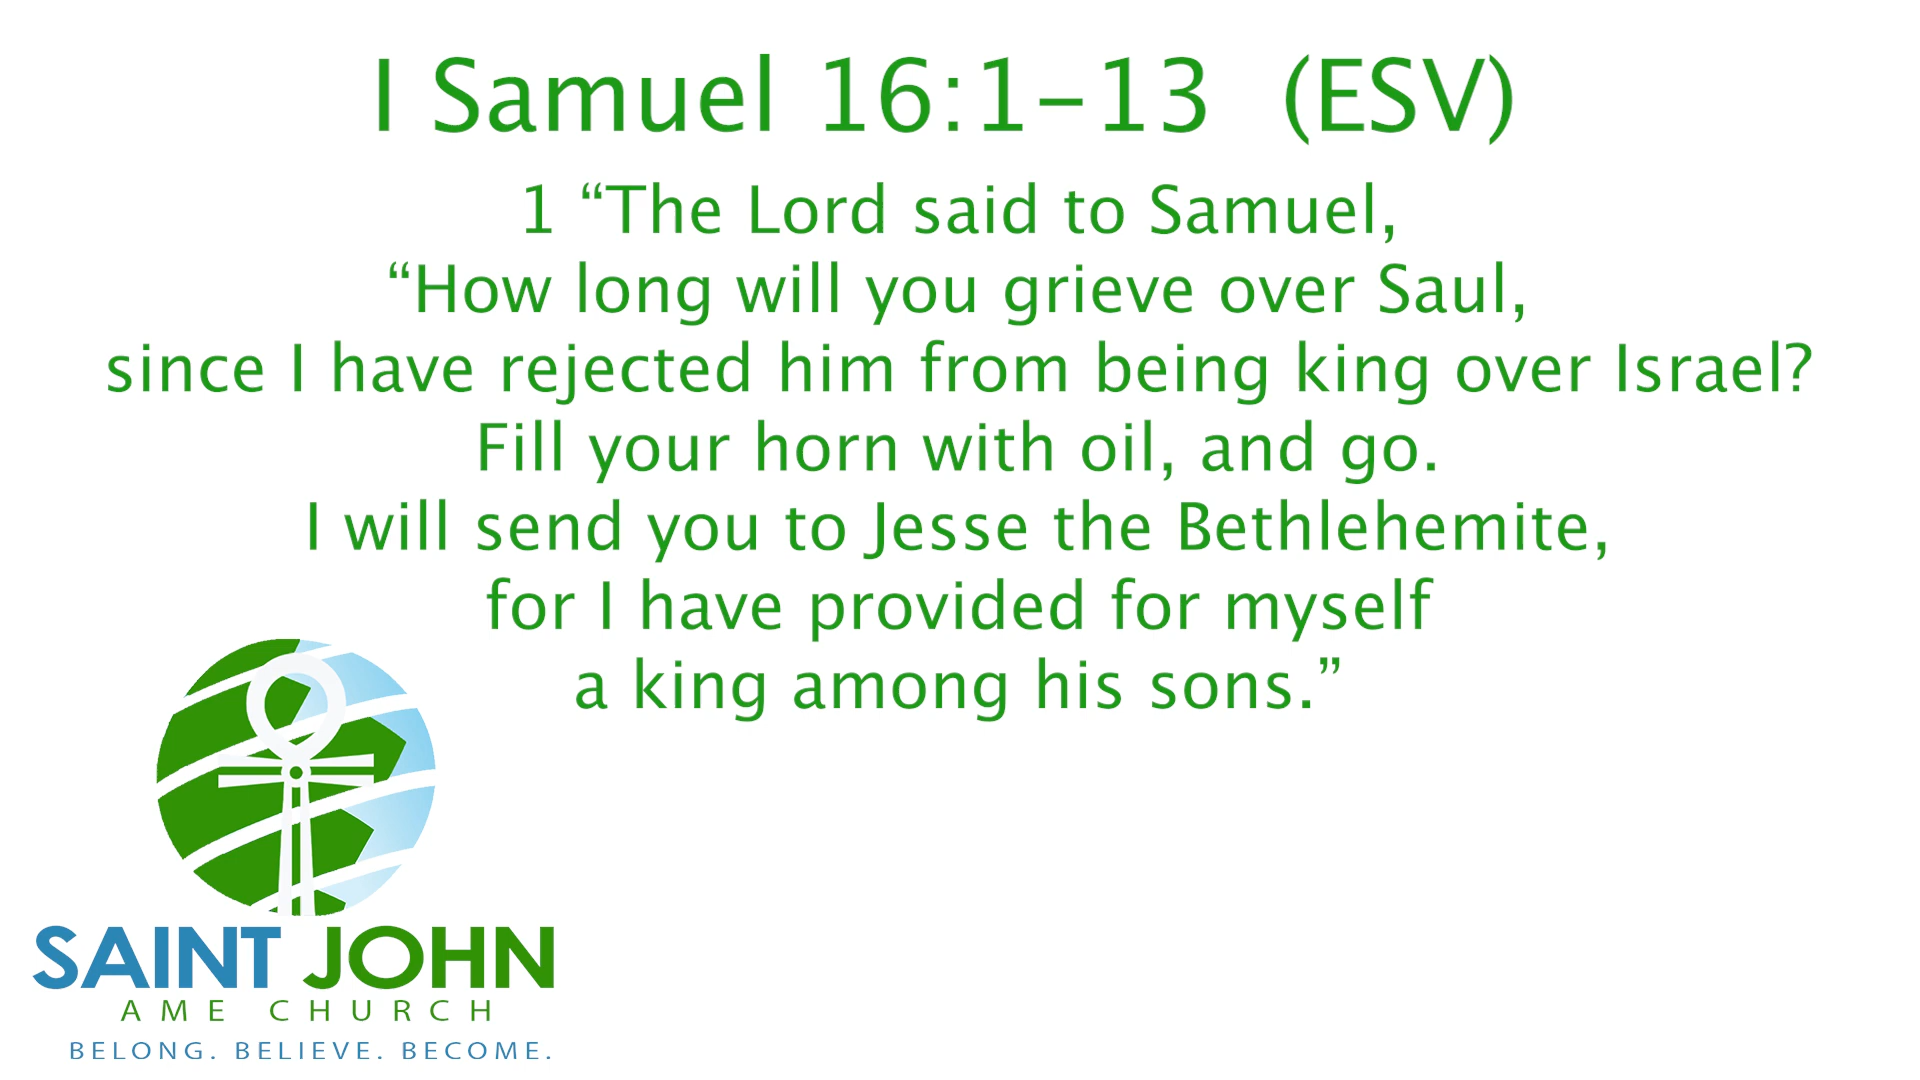 I Samuel 16:1-13 (ESV)
1 “The Lord said to Samuel,
“How long will you grieve over Saul,
since I have rejected him from being king over Israel?
Fill your horn with oil, and go.
I will send you to Jesse the Bethlehemite,
for I have provided for myself
a king among his sons.”
SAINT JOHN
AME CHURCH
BELONG. BELIEVE. BECOME.